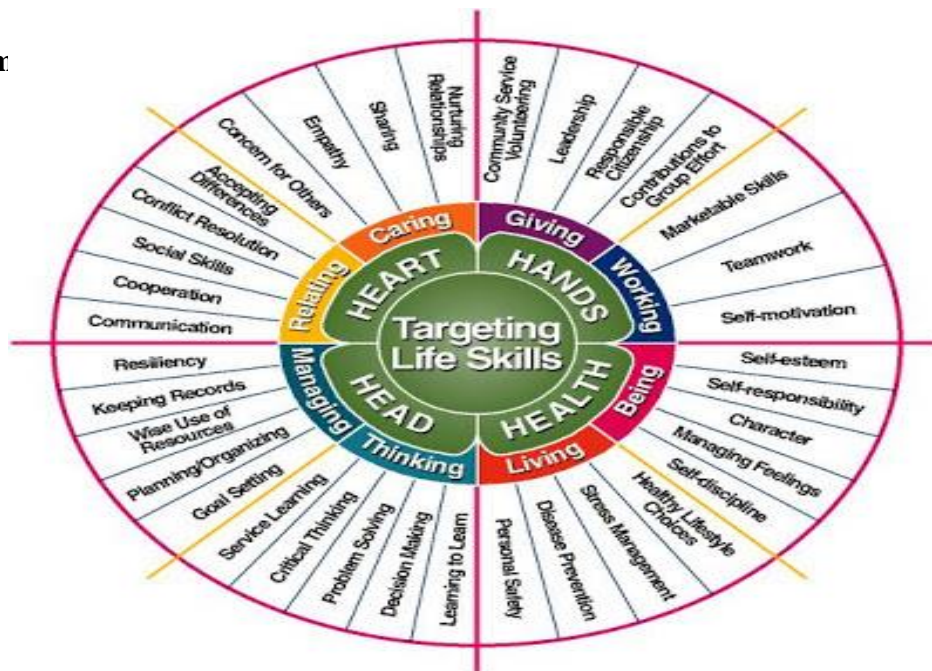 Targeting
Life Skills
HEART
HANDS
HEALTH
HEAD
Caring
Giving
Working
Being
Living
Thinking
Managing
Relating
Nurturing
Relationships
Sharing
Empathy
Concern for Others
Accepting
Differences
Conflict Resolution
Social Skills
Cooperation
Communication
Community Service
Volunteering
Leadership
Responsible
Citizenship
Contributions to
Group Effort
Marketable Skills
Teamwork
Self-motivation
Self-esteem
Self-responsibility
Character
Managing Feelings
Self-discipline
Healthy Lifestyle
Choices
Stress Management
Disease Prevention
Personal Safety
Learning to Learn
Decision Making
Problem Solving
Critical Thinking
Service Learning
Goal Setting
Planning/Organizing
Wise Use of
Resources
Keeping Records
Resiliency